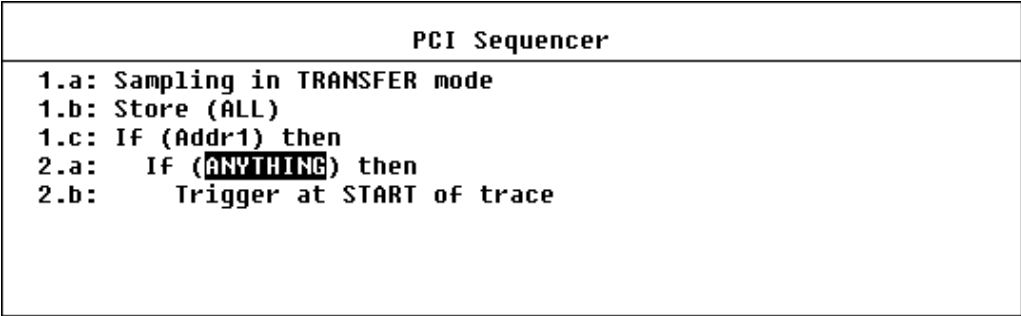 PCI Sequencer
1.a: Sampling in TRANSFER mode
1.b: Store (ALL)
1.c: If (Addr1) then
2.a: If (ANYTHING) then
2.b: Trigger at START of trace